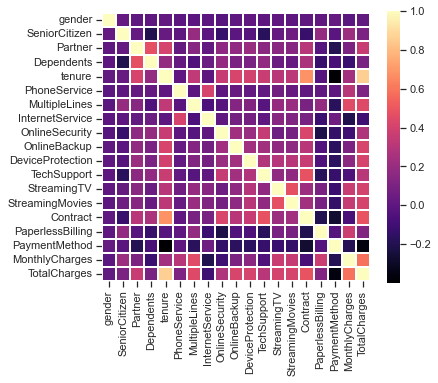 gender
SeniorCitizen
Partner
Dependents
tenure
PhoneService
MultipleLines
InternetService
OnlineSecurity
OnlineBackup
DeviceProtection
TechSupport
StreamingTV
StreamingMovies
Contract
PaperlessBilling
PaymentMethod
MonthlyCharges
TotalCharges
gender
SeniorCitizen
Partner
Dependents
tenure
PhoneService
MultipleLines
InternetService
OnlineSecurity
OnlineBackup
DeviceProtection
TechSupport
StreamingTV
StreamingMovies
Contract
PaperlessBilling
PaymentMethod
MonthlyCharges
TotalCharges
1.0
0.8
0.6
0.4
0.2
0.0
−0.2